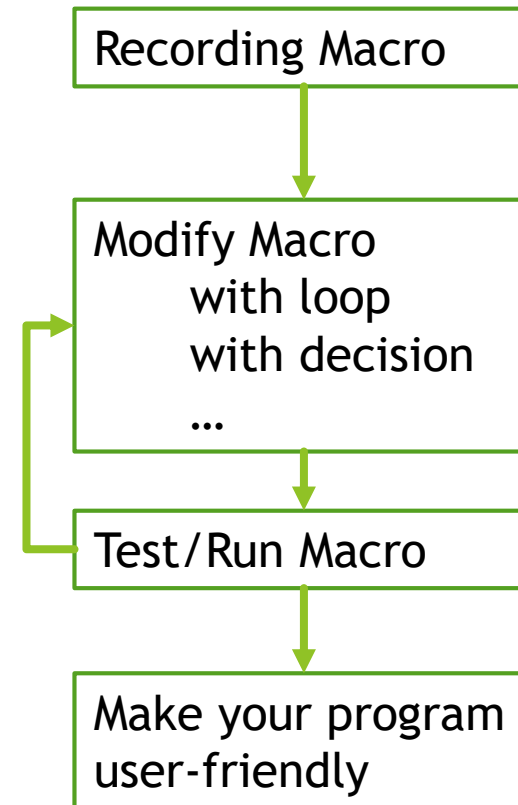 Recording Macro
Modify Macro
with loop
with decision
…
Test/Run Macro
Make your program
user-friendly